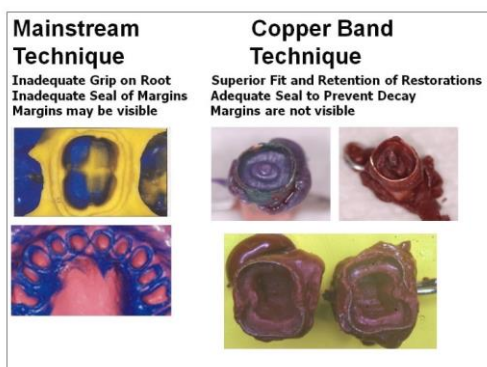 Mainstream
Technique
Inadequate Grip on Root
Inadequate Seal of Margins
Margins may be visible
Copper Band
Technique
Superior Fit and Retention of Restorations
Adequate Seal to Prevent Decay
Margins are not visible